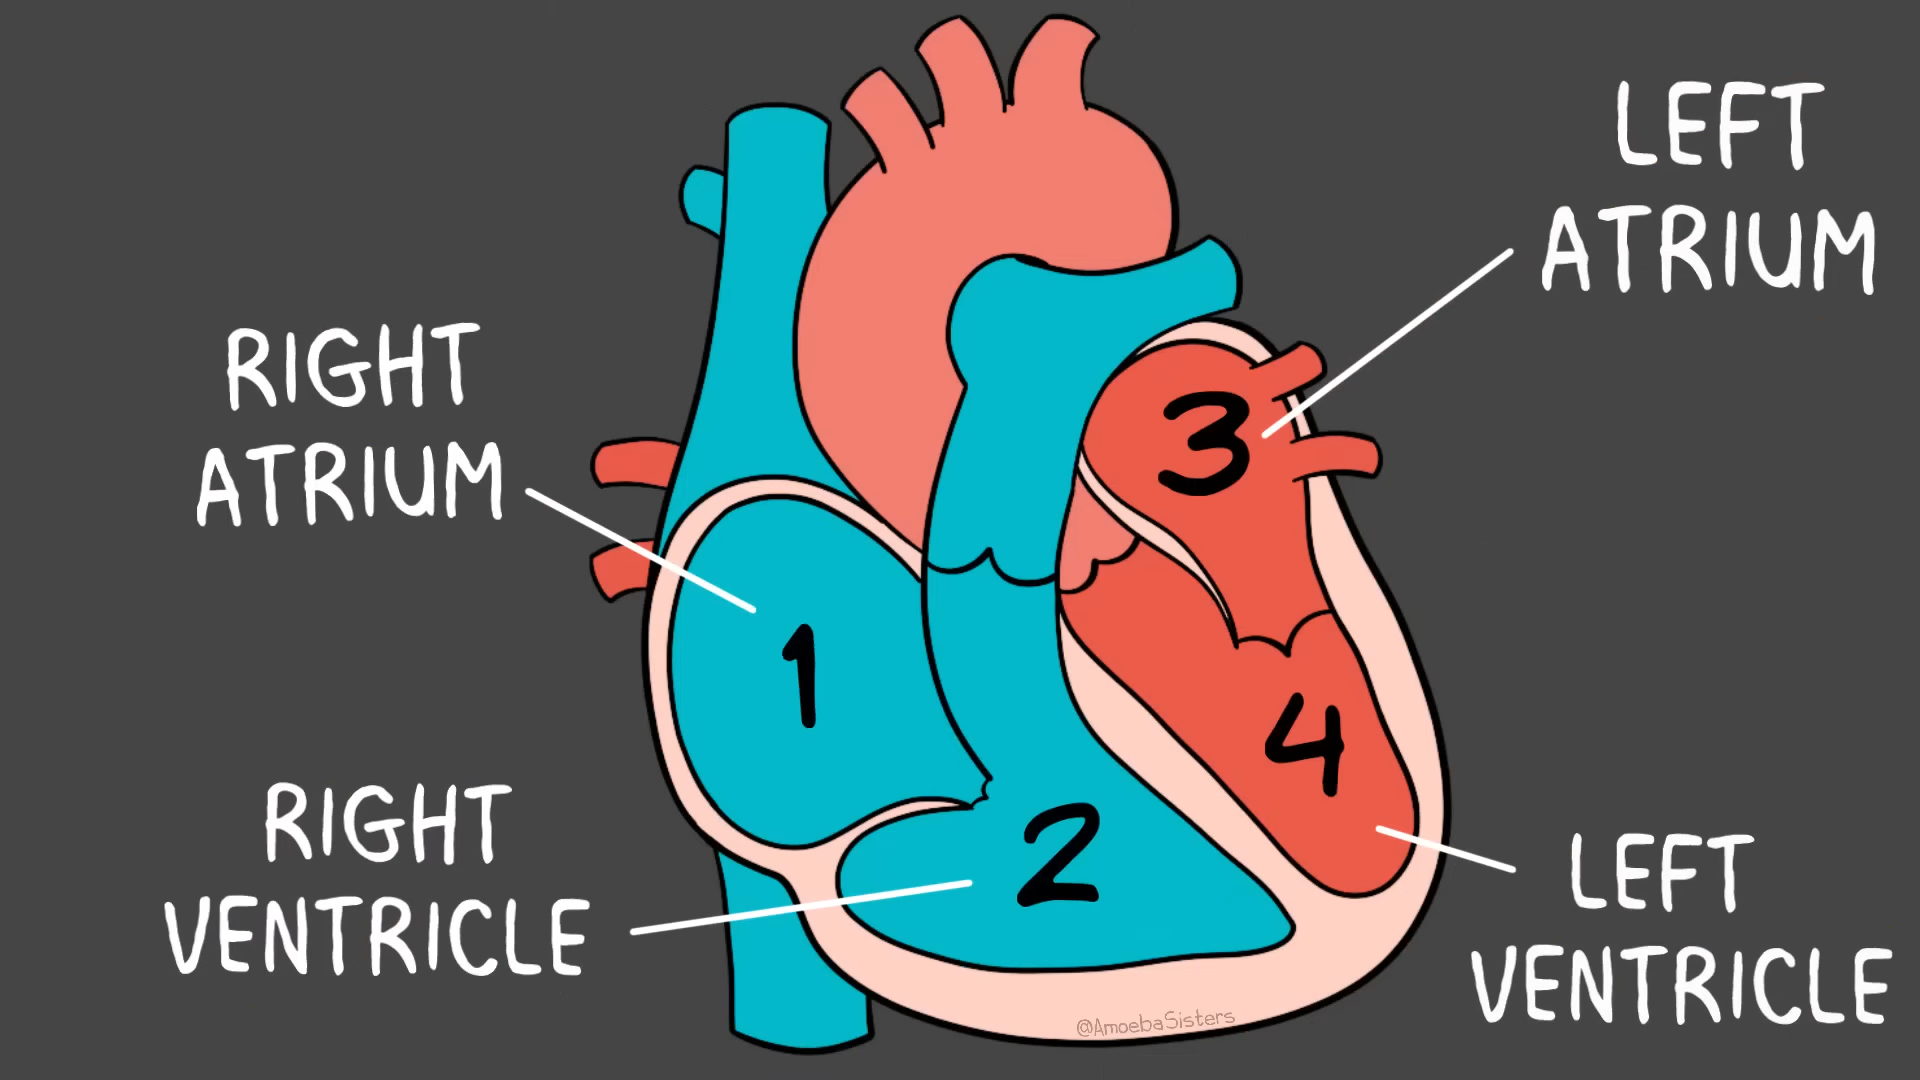 RIGHT
ATRIUM
1
RIGHT
VENTRICLE
2
LEFT
ATRIUM
3
LEFT
VENTRICLE
4
@AmoebaSisters